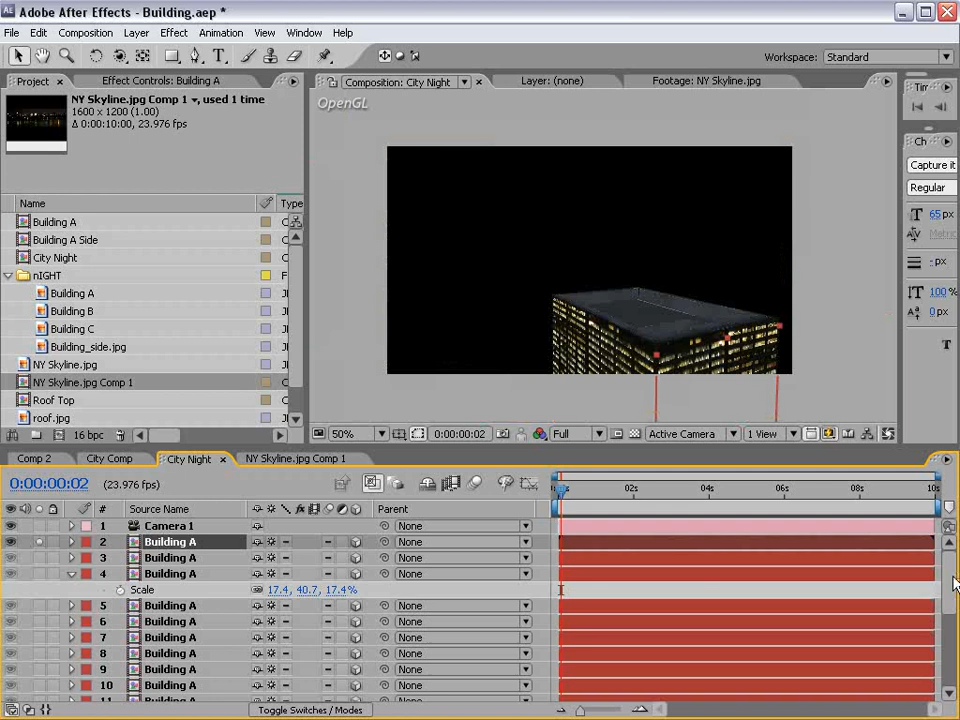 Adobe After Effects - Building.aep *
File Edit Composition Layer Effect Animation View Window Help
Workspace: Standard
Project × Effect Controls: Building A
Composition: City Night × Layer: (none) Footage: NY Skyline.jpg
NY Skyline.jpg Comp 1, used 1 time
1600 x 1200 (1.00)
Δ 0:00:10:00, 23.976 fps
OpenGL
Name Type
Building A
Building A Side
City Night
nIGHT
Building A
Building B
Building C
Building_side.jpg
NY Skyline.jpg
NY Skyline.jpg Comp 1
Roof Top
roof.jpg
16 bpc
50% 0:00:00:02 Full Active Camera 1 View
Ch
Capture it
Regular
65 px
Metric
- px
100 %
0 px
T
Comp 2 City Comp City Night × NY Skyline.jpg Comp 1
0:00:00:02 (23.976 fps)
02s 04s 06s 08s 10s
# Source Name Parent
1 Camera 1 None
2 Building A None
3 Building A None
4 Building A None
Scale 17.4, 40.7, 17.4%
5 Building A None
6 Building A None
7 Building A None
8 Building A None
9 Building A None
10 Building A None
Toggle Switches / Modes